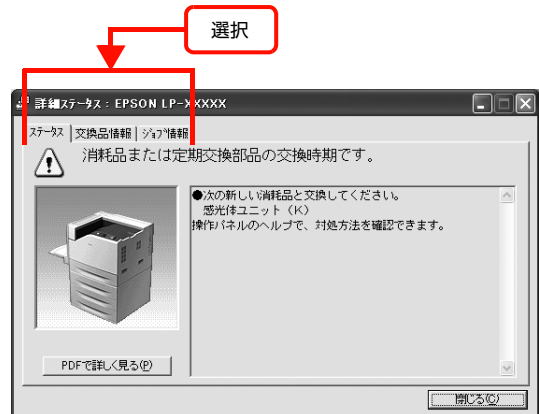 選択
詳細ステータス : EPSON LP-XXXXX
ステータス 交換品情報 ジョブ情報
消耗品または定期交換部品の交換時期です。
●次の新しい消耗品と交換してください。
感光体ユニット（K）
操作パネルのヘルプで、対処方法を確認できます。
PDFで詳しく見る(P)
閉じる(C)